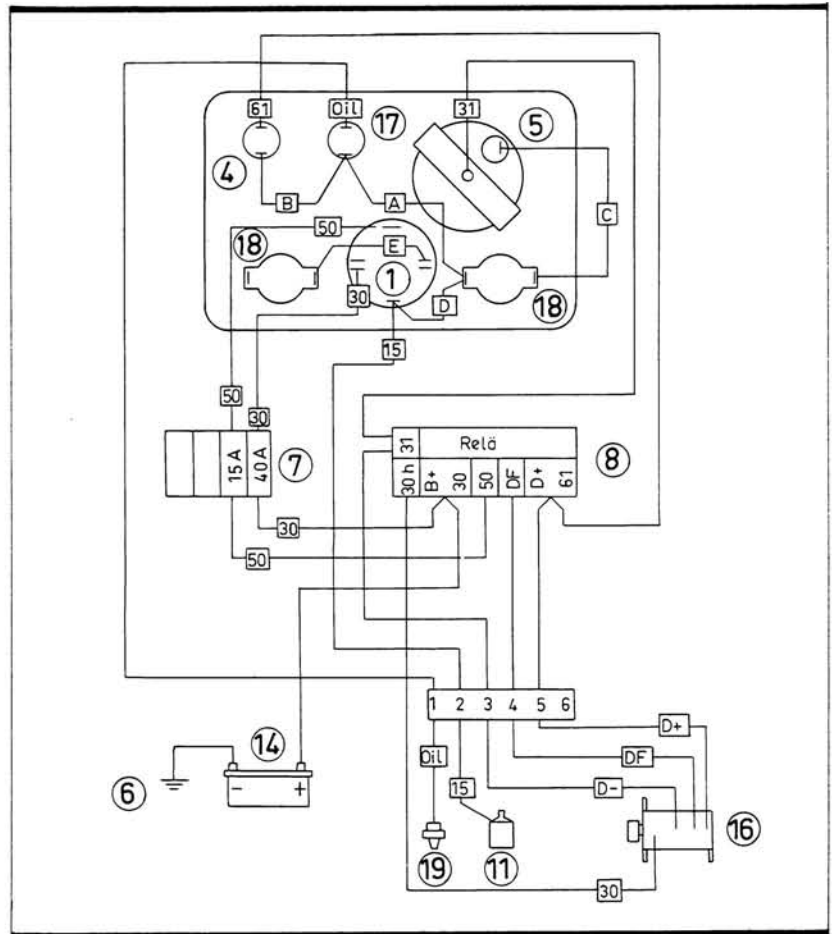 61 Oil 17 31 5
4
B A C
50
18 E
1
30 D 18
15
50 30
15 A 40 A 7
31 Relö 8
30 h B+ 30 50 DF D+ 61
30
50
1 2 3 4 5 6
D+
14 Oil DF
6 - + 15 D- 16
19 11
30